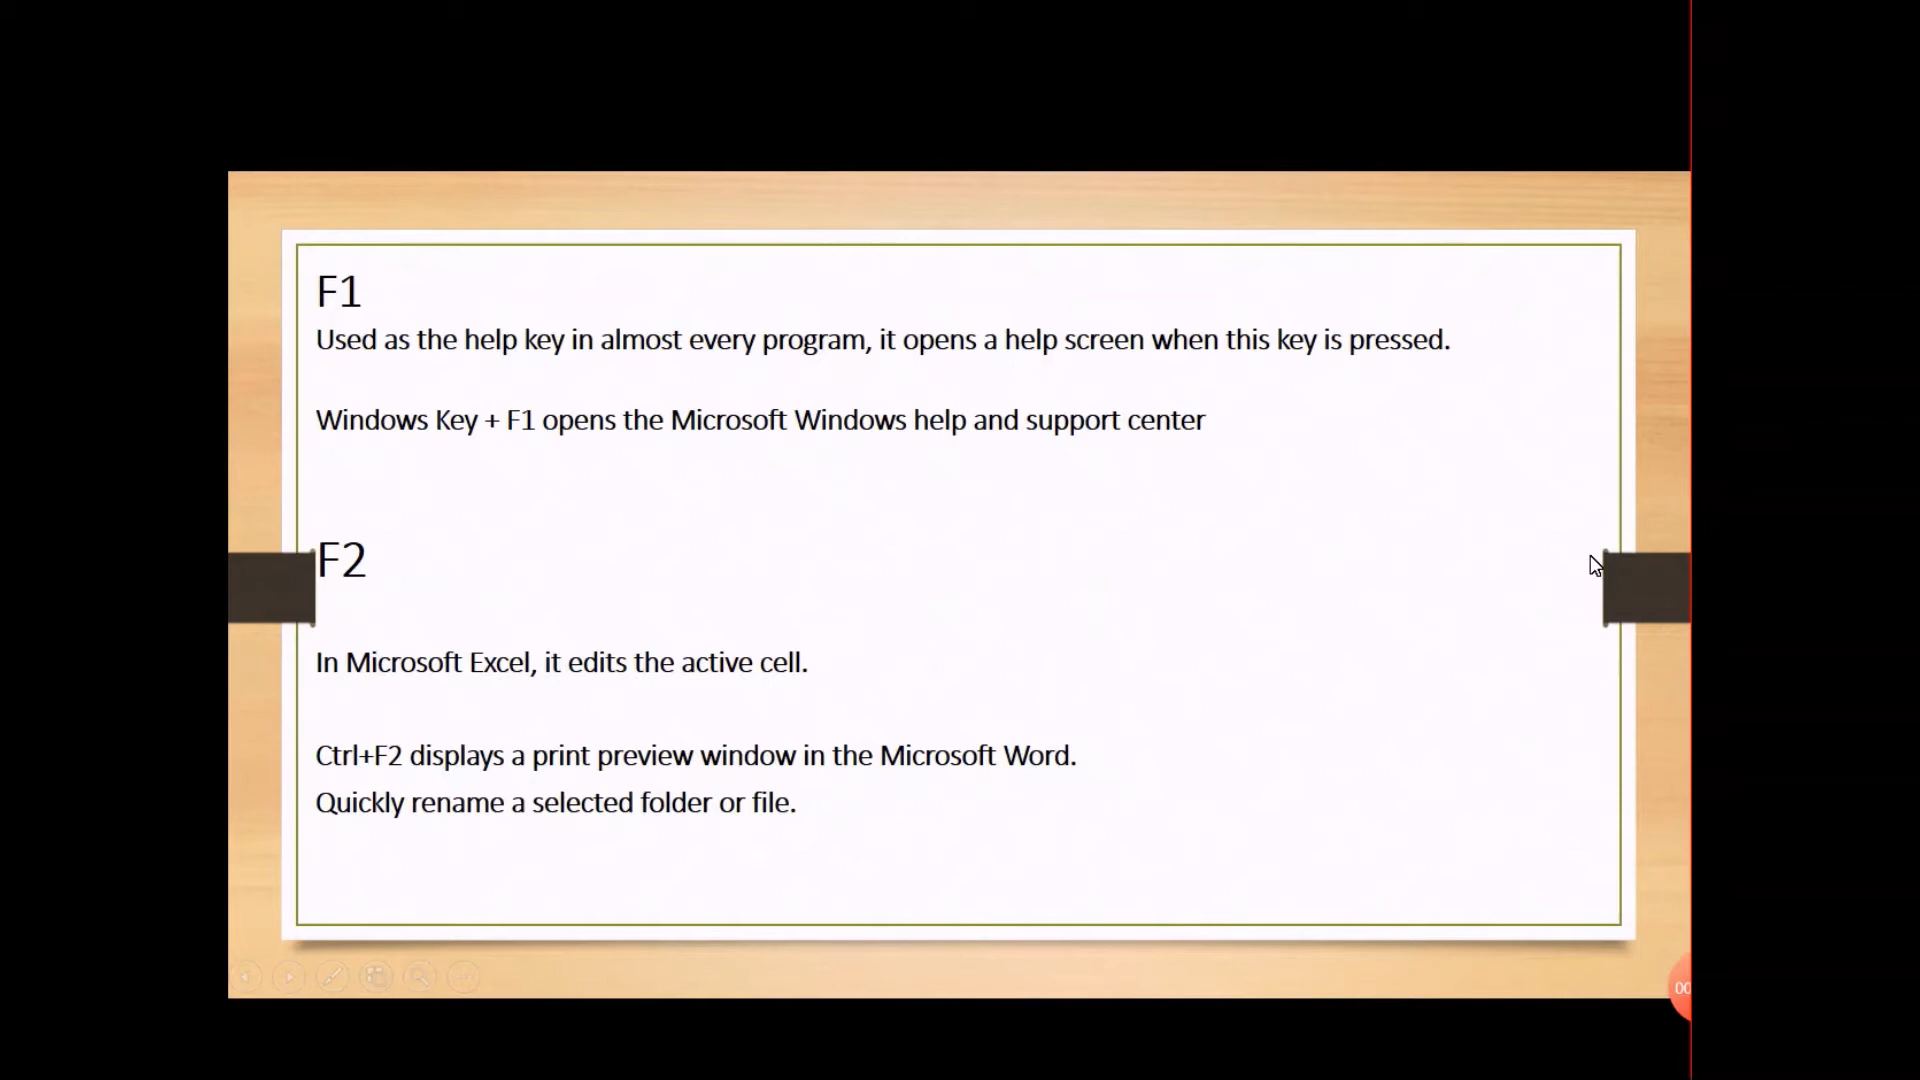 F1
Used as the help key in almost every program, it opens a help screen when this key is pressed.
Windows Key + F1 opens the Microsoft Windows help and support center
F2
In Microsoft Excel, it edits the active cell.
Ctrl+F2 displays a print preview window in the Microsoft Word.
Quickly rename a selected folder or file.
00